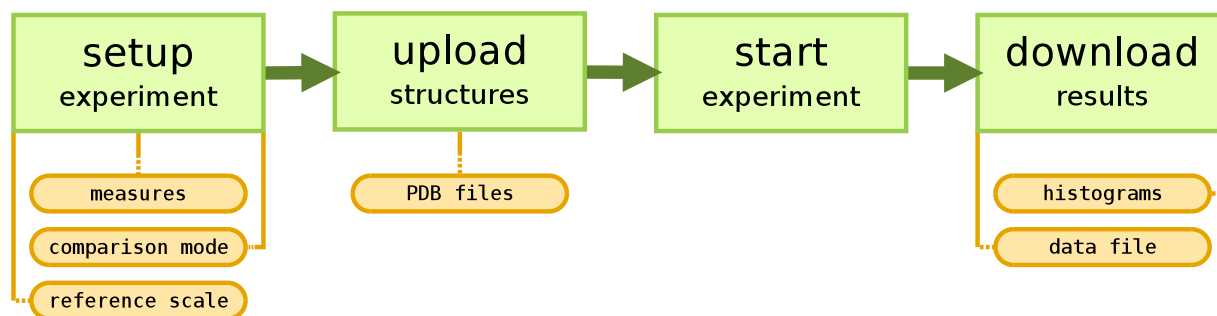 setup
experiment
upload
structures
start
experiment
download
results
measures
comparison mode
reference scale
PDB files
histograms
data file